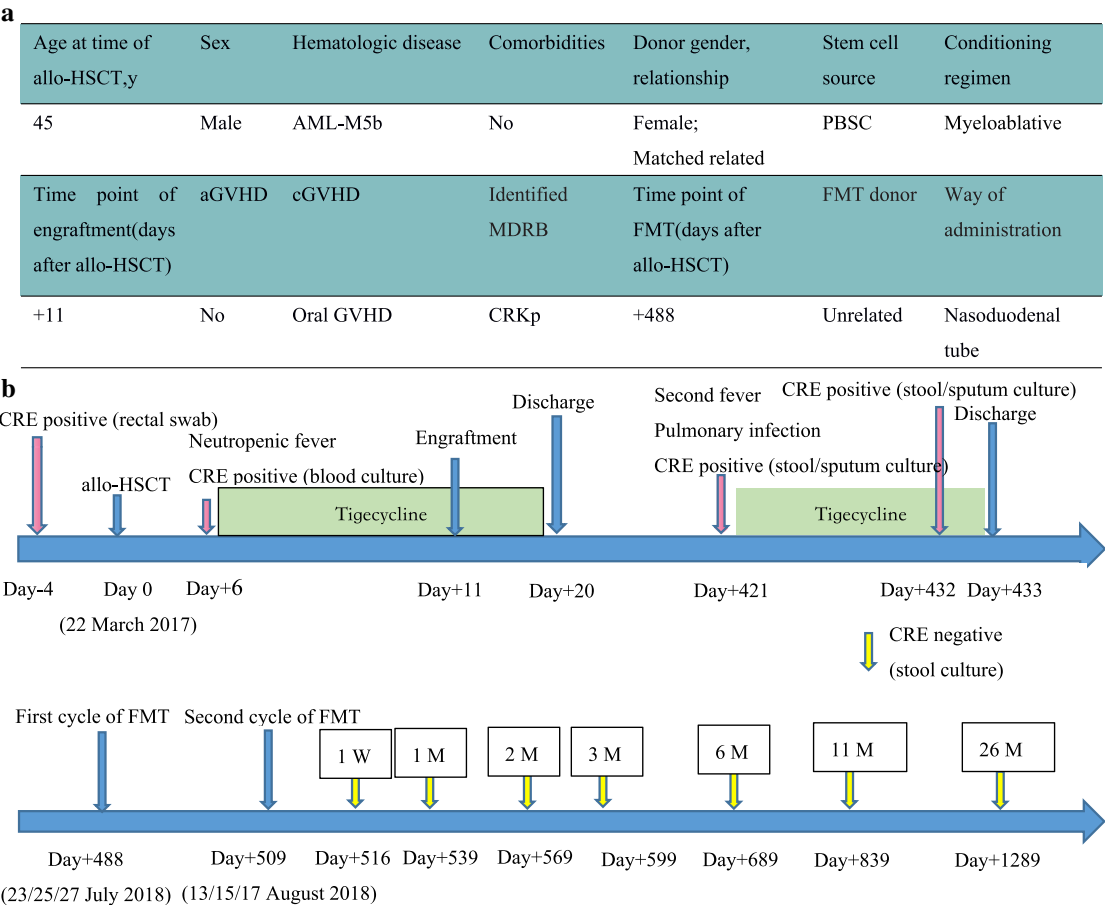 a
Age at time of allo-HSCT,y
Sex
Hematologic disease
Comorbidities
Donor gender, relationship
Stem cell source
Conditioning regimen
45
Male
AML-M5b
No
Female; Matched related
PBSC
Myeloablative
Time point of engraftment(days after allo-HSCT)
aGVHD
cGVHD
Identified MDRB
Time point of FMT(days after allo-HSCT)
FMT donor
Way of administration
+11
No
Oral GVHD
CRKp
+488
Unrelated
Nasoduodenal tube
b
CRE positive (rectal swab)
allo-HSCT
Neutropenic fever
CRE positive (blood culture)
Engraftment
Discharge
Second fever
Pulmonary infection
CRE positive (stool/sputum culture)
CRE positive (stool/sputum culture)
Discharge
Tigecycline
Tigecycline
Day-4
Day 0
Day+6
Day+11
Day+20
Day+421
Day+432
Day+433
(22 March 2017)
CRE negative
(stool culture)
First cycle of FMT
Second cycle of FMT
1 W
1 M
2 M
3 M
6 M
11 M
26 M
Day+488
Day+509
Day+516
Day+539
Day+569
Day+599
Day+689
Day+839
Day+1289
(23/25/27 July 2018)
(13/15/17 August 2018)